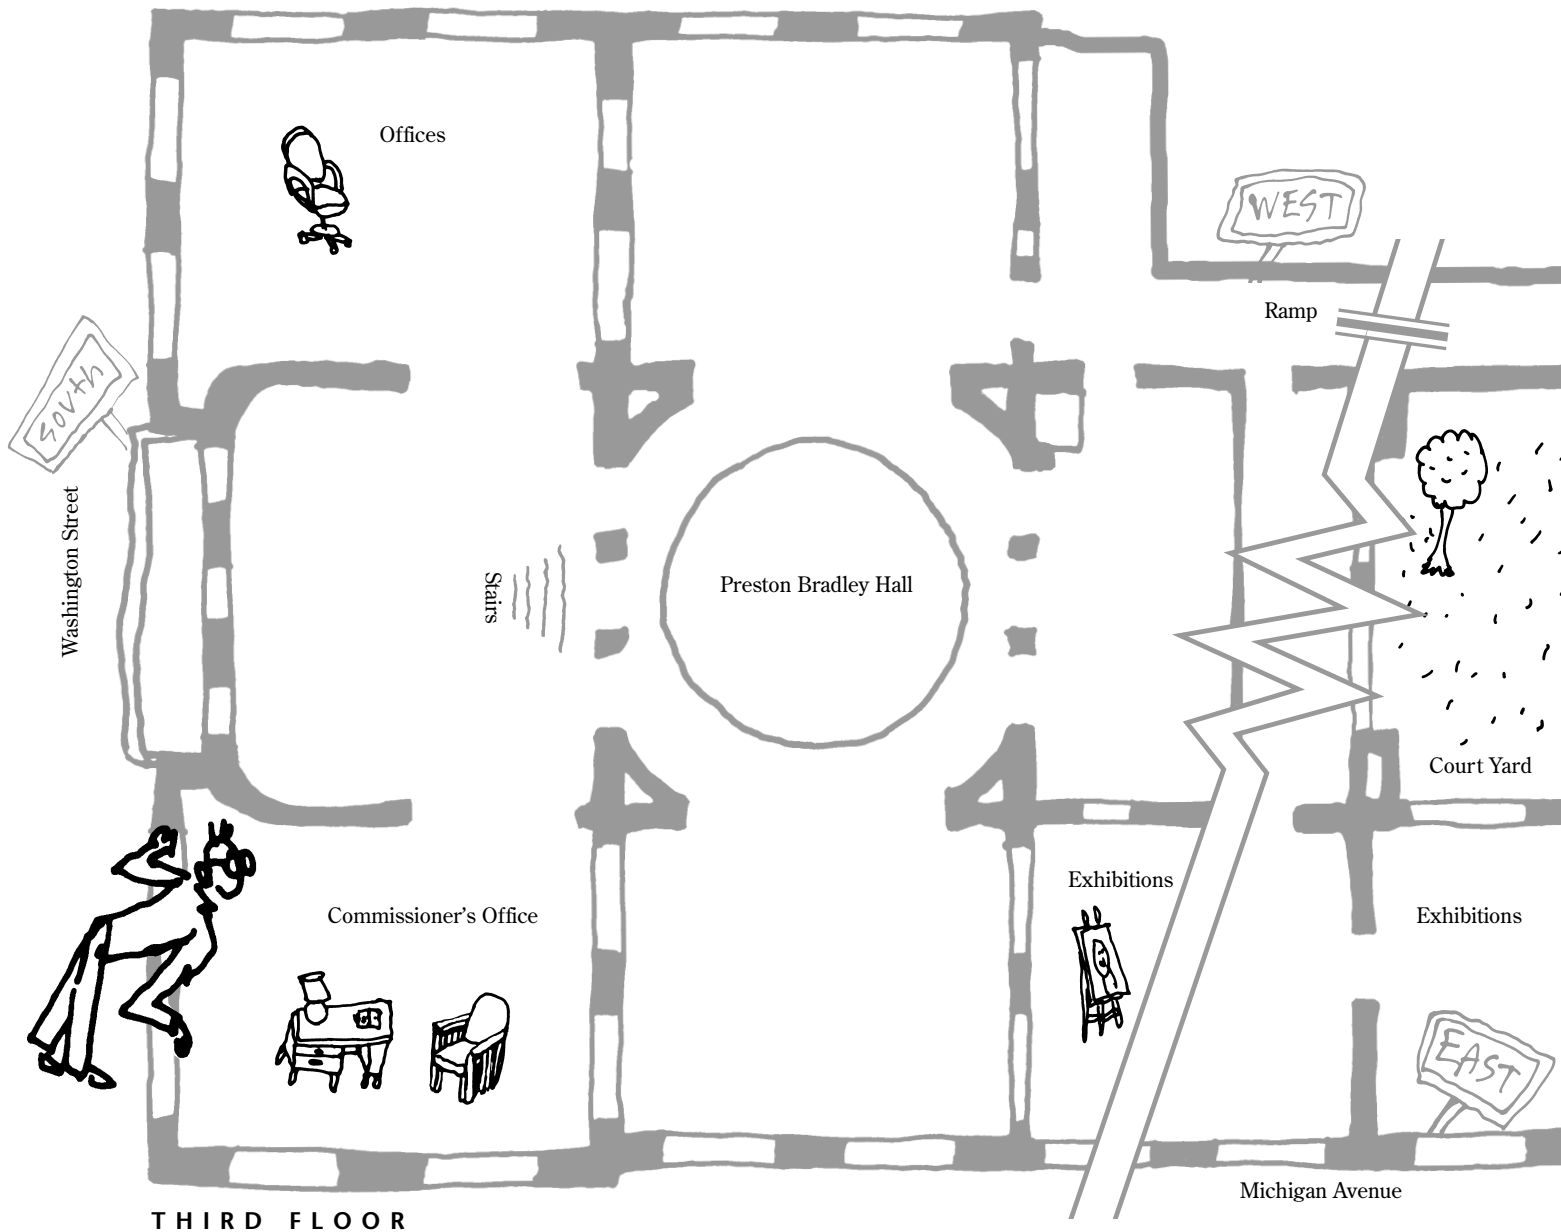 Offices
WEST
Ramp
SOUTH
Washington Street
Stairs
Preston Bradley Hall
Court Yard
Exhibitions
Commissioner's Office
Exhibitions
EAST
Michigan Avenue
THIRD FLOOR